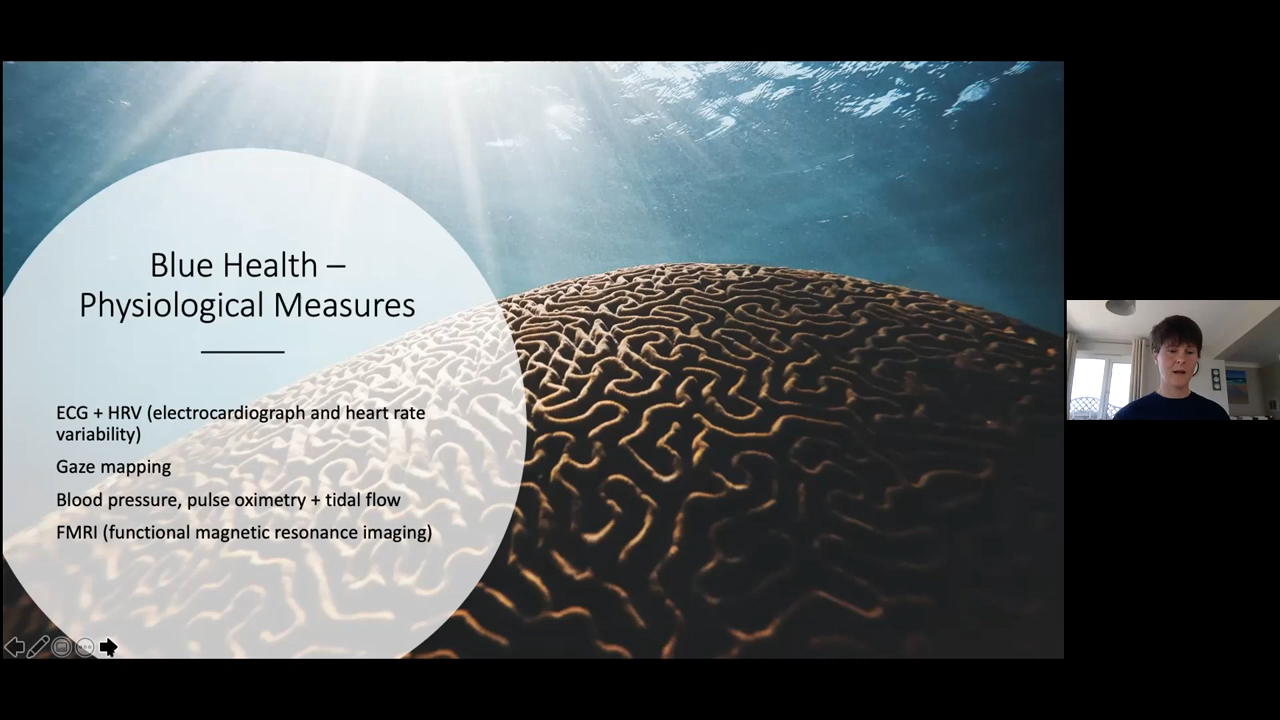 Blue Health –
Physiological Measures
ECG + HRV (electrocardiograph and heart rate
variability)
Gaze mapping
Blood pressure, pulse oximetry + tidal flow
FMRI (functional magnetic resonance imaging)